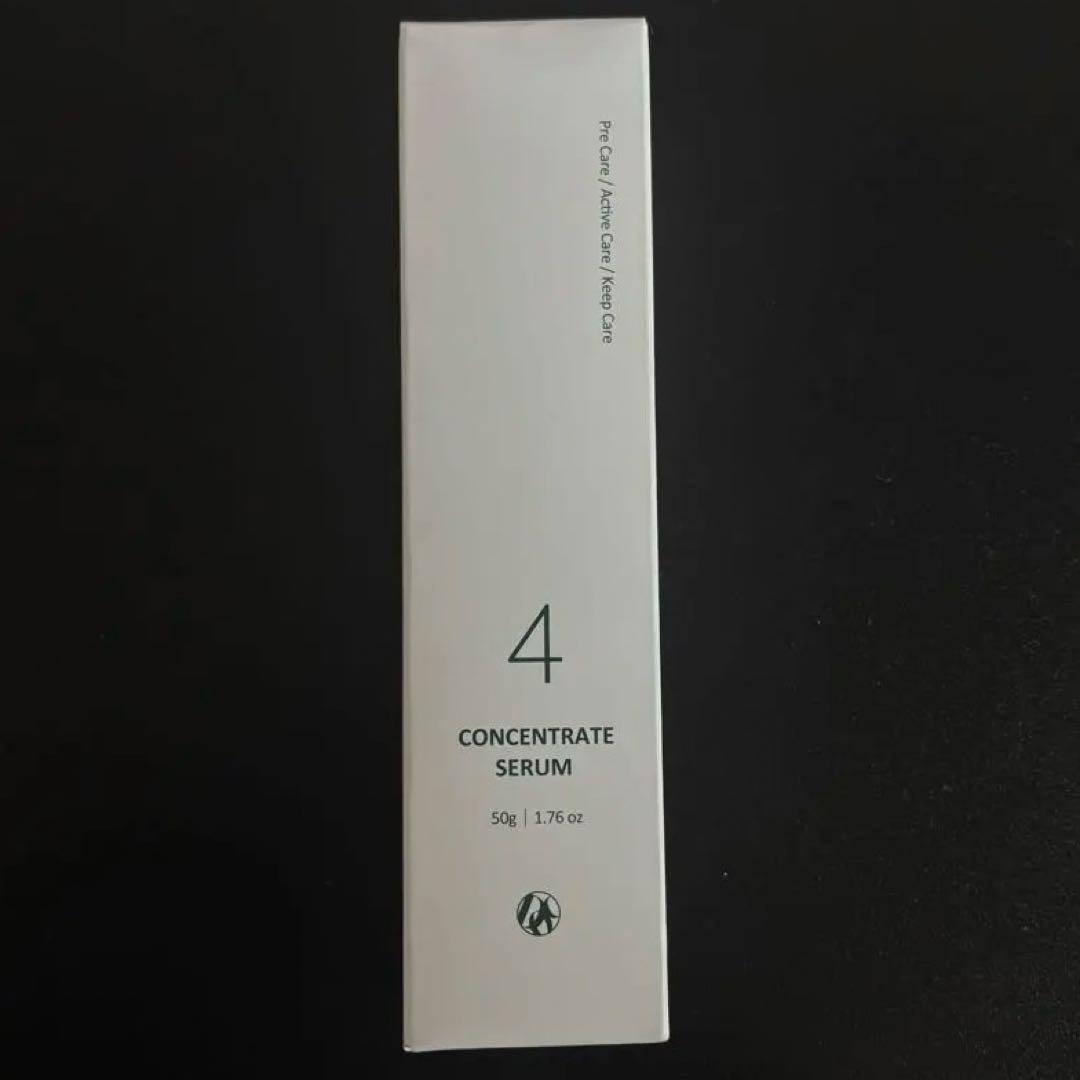 Pre Care / Active Care / Keep Care
4
CONCENTRATE
SERUM
50g | 1.76 oz